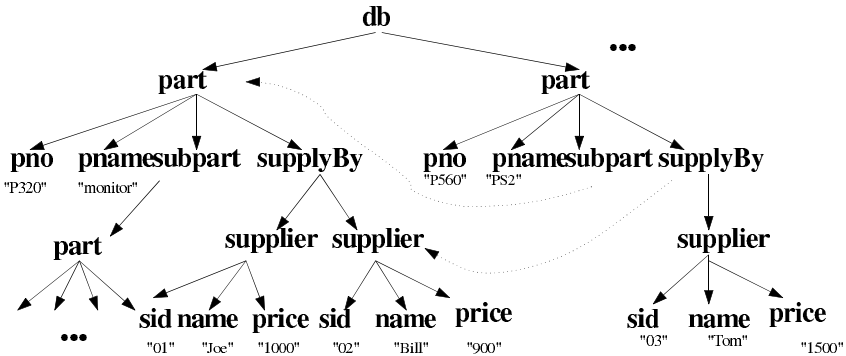 db
...
part part
pno pname subpart supplyBy pno pname subpart supplyBy
"P320" "monitor" "P560" "PS2"
part supplier supplier supplier
sid name price sid name price sid name price
... "01" "Joe" "1000" "02" "Bill" "900" "03" "Tom" "1500"